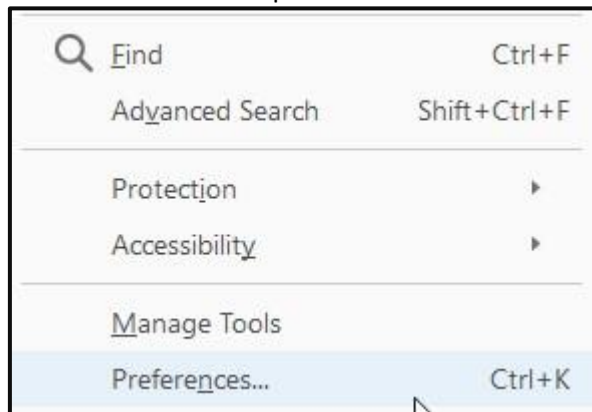 Find Ctrl+F
Advanced Search Shift+Ctrl+F
Protection
Accessibility
Manage Tools
Preferences... Ctrl+K